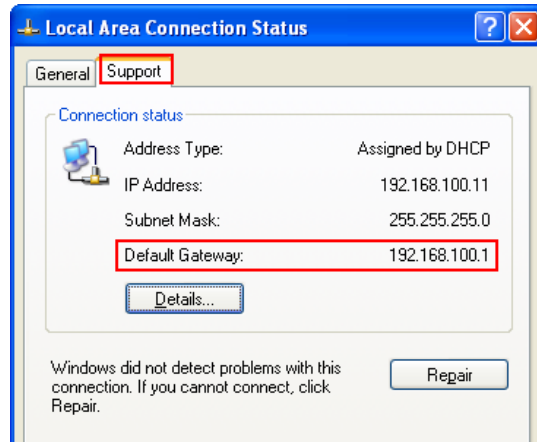 Local Area Connection Status
General Support
Connection status
Address Type: Assigned by DHCP
IP Address: 192.168.100.11
Subnet Mask: 255.255.255.0
Default Gateway: 192.168.100.1
Details...
Windows did not detect problems with this
connection. If you cannot connect, click
Repair.
Repair